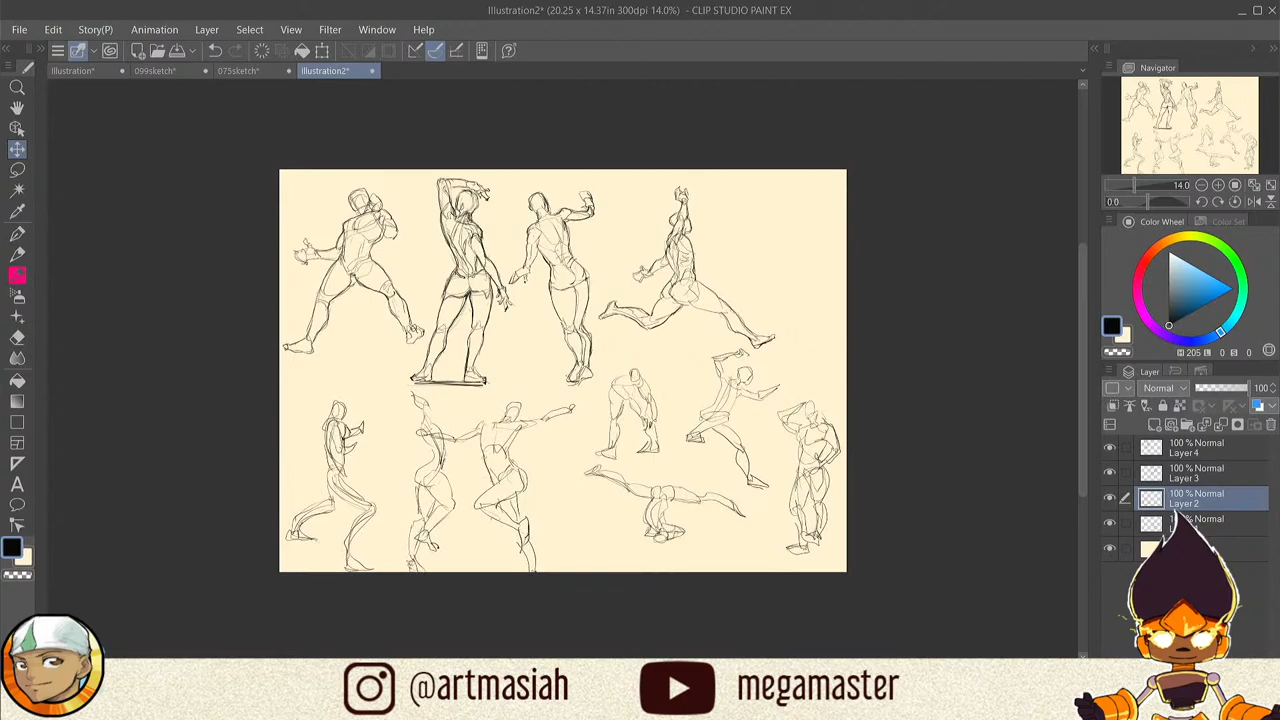 Illustration2* (20.25 x 14.37in 300dpi 14.0%) - CLIP STUDIO PAINT EX
File Edit Story(P) Animation Layer Select View Filter Window Help
Illustration* 099sketch* 075sketch* Illustration2*
Navigator
14.0
0.0
Color Wheel Color Set
H 205 L 0 S 0
Layer
Normal 100
100 % Normal
Layer 4
100 % Normal
Layer 3
100 % Normal
Layer 2
100 % Normal
@artmasiah megamaster